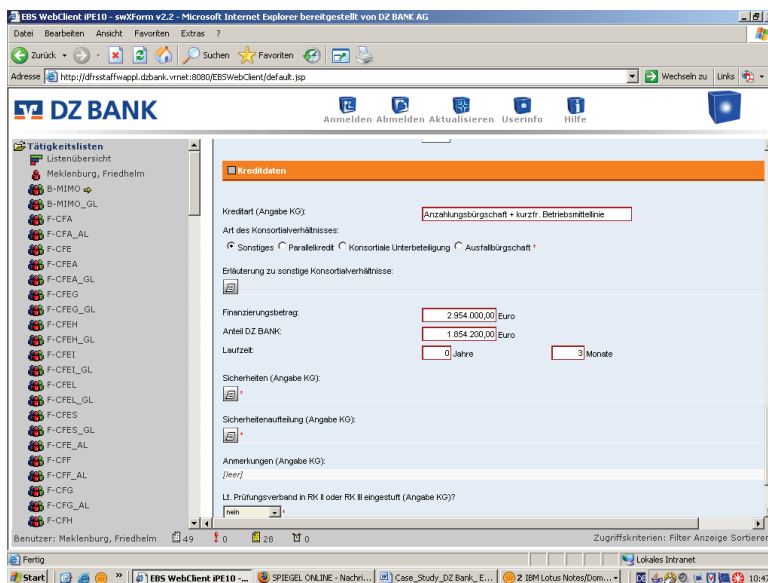 EBS WebClient iPE10 - swXForm v2.2 - Microsoft Internet Explorer bereitgestellt von DZ BANK AG
Datei Bearbeiten Ansicht Favoriten Extras ?
Zurück Suchen Favoriten
Adresse http://dfrsstaffwappl.dzbank.vrnet:8080/EBSWebClient/default.jsp Wechseln zu Links
DZ BANK
Anmelden Abmelden Aktualisieren Userinfo Hilfe
Tätigkeitslisten
Listenübersicht
Meklenburg, Friedhelm
B-MIMO
B-MIMO_GL
F-CFA
F-CFA_AL
F-CFE
F-CFEA
F-CFEA_GL
F-CFEG
F-CFEG_GL
F-CFEH
F-CFEH_GL
F-CFEI
F-CFEI_GL
F-CFEL
F-CFEL_GL
F-CFES
F-CFES_GL
F-CFE_AL
F-CFF
F-CFF_AL
F-CFG
F-CFG_AL
F-CFH
Kreditdaten
Kreditart (Angabe KG): Anzahlungsbürgschaft + kurzfr. Betriebsmittellinie
Art des Konsortialverhältnisses:
Sonstiges Parallelkredit Konsortiale Unterbeteiligung Ausfallbürgschaft *
Erläuterung zu sonstige Konsortialverhältnisse:
Finanzierungsbetrag: 2.954.000,00 Euro
Anteil DZ BANK: 1.854.200,00 Euro
Laufzeit: 0 Jahre 3 Monate
Sicherheiten (Angabe KG):
*
Sicherheitenaufteilung (Angabe KG):
*
Anmerkungen (Angabe KG):
[leer]
Lt. Prüfungsverband in RK II oder RK III eingestuft (Angabe KG)?
nein *
Benutzer: Meklenburg, Friedhelm 49 0 28 0 Zugriffskriterien: Filter Anzeige Sortieren
Fertig Lokales Intranet
Start » EBS WebClient iPE10 -... SPIEGEL ONLINE - Nachri... Case_Study_DZ Bank_ E... 2 IBM Lotus Notes/Dom... DE